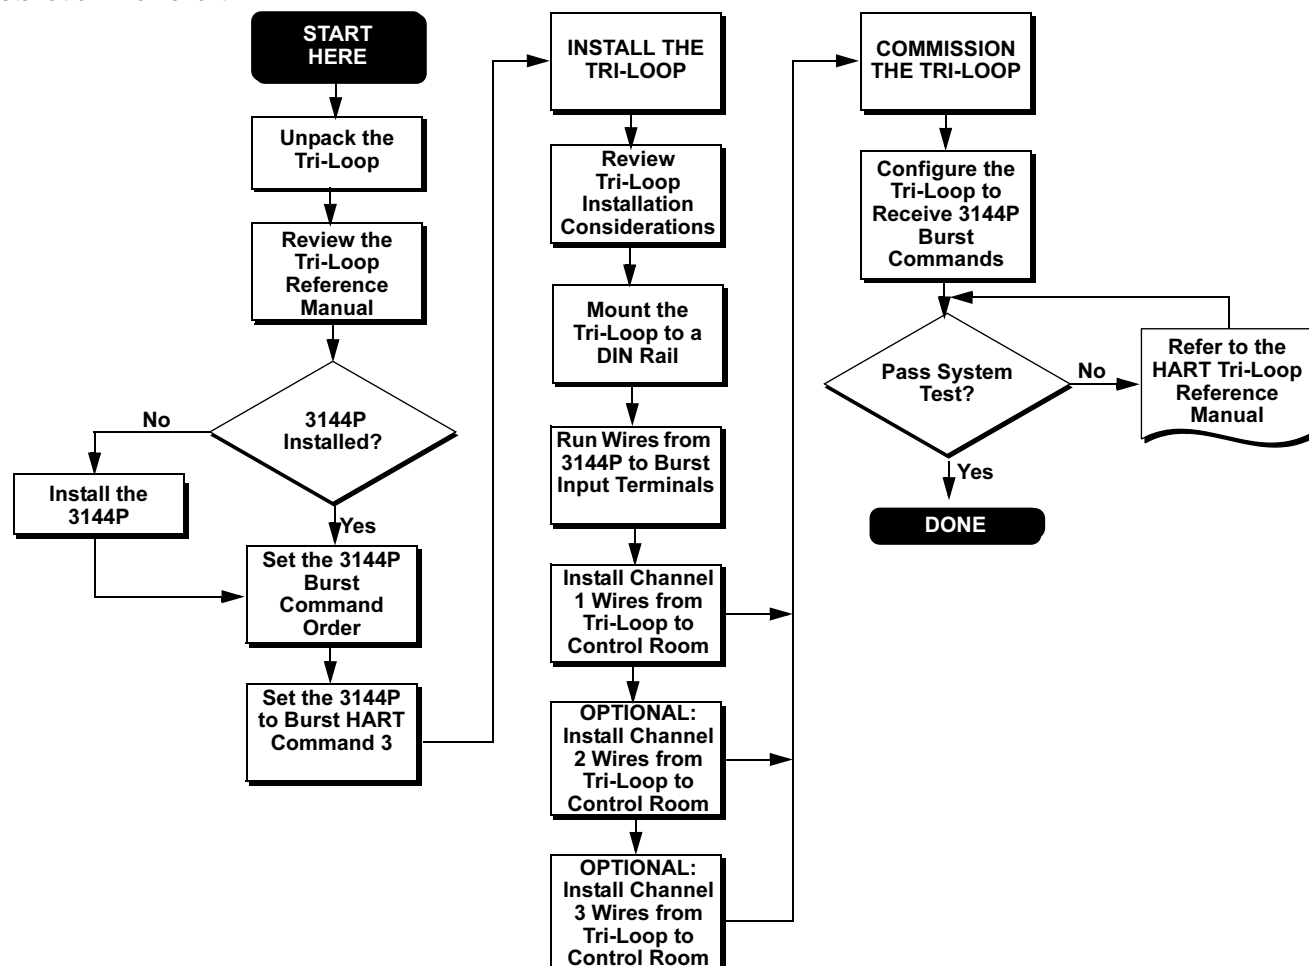 START
HERE
Unpack the
Tri-Loop
Review the
Tri-Loop
Reference
Manual
3144P
Installed?
No
Yes
Install the
3144P
Set the 3144P
Burst
Command
Order
Set the 3144P
to Burst HART
Command 3
INSTALL THE
TRI-LOOP
Review
Tri-Loop
Installation
Considerations
Mount the
Tri-Loop to a
DIN Rail
Run Wires from
3144P to Burst
Input Terminals
Install Channel
1 Wires from
Tri-Loop to
Control Room
OPTIONAL:
Install Channel
2 Wires from
Tri-Loop to
Control Room
OPTIONAL:
Install Channel
3 Wires from
Tri-Loop to
Control Room
COMMISSION
THE TRI-LOOP
Configure the
Tri-Loop to
Receive 3144P
Burst
Commands
Pass System
Test?
No
Refer to the
HART Tri-Loop
Reference
Manual
Yes
DONE